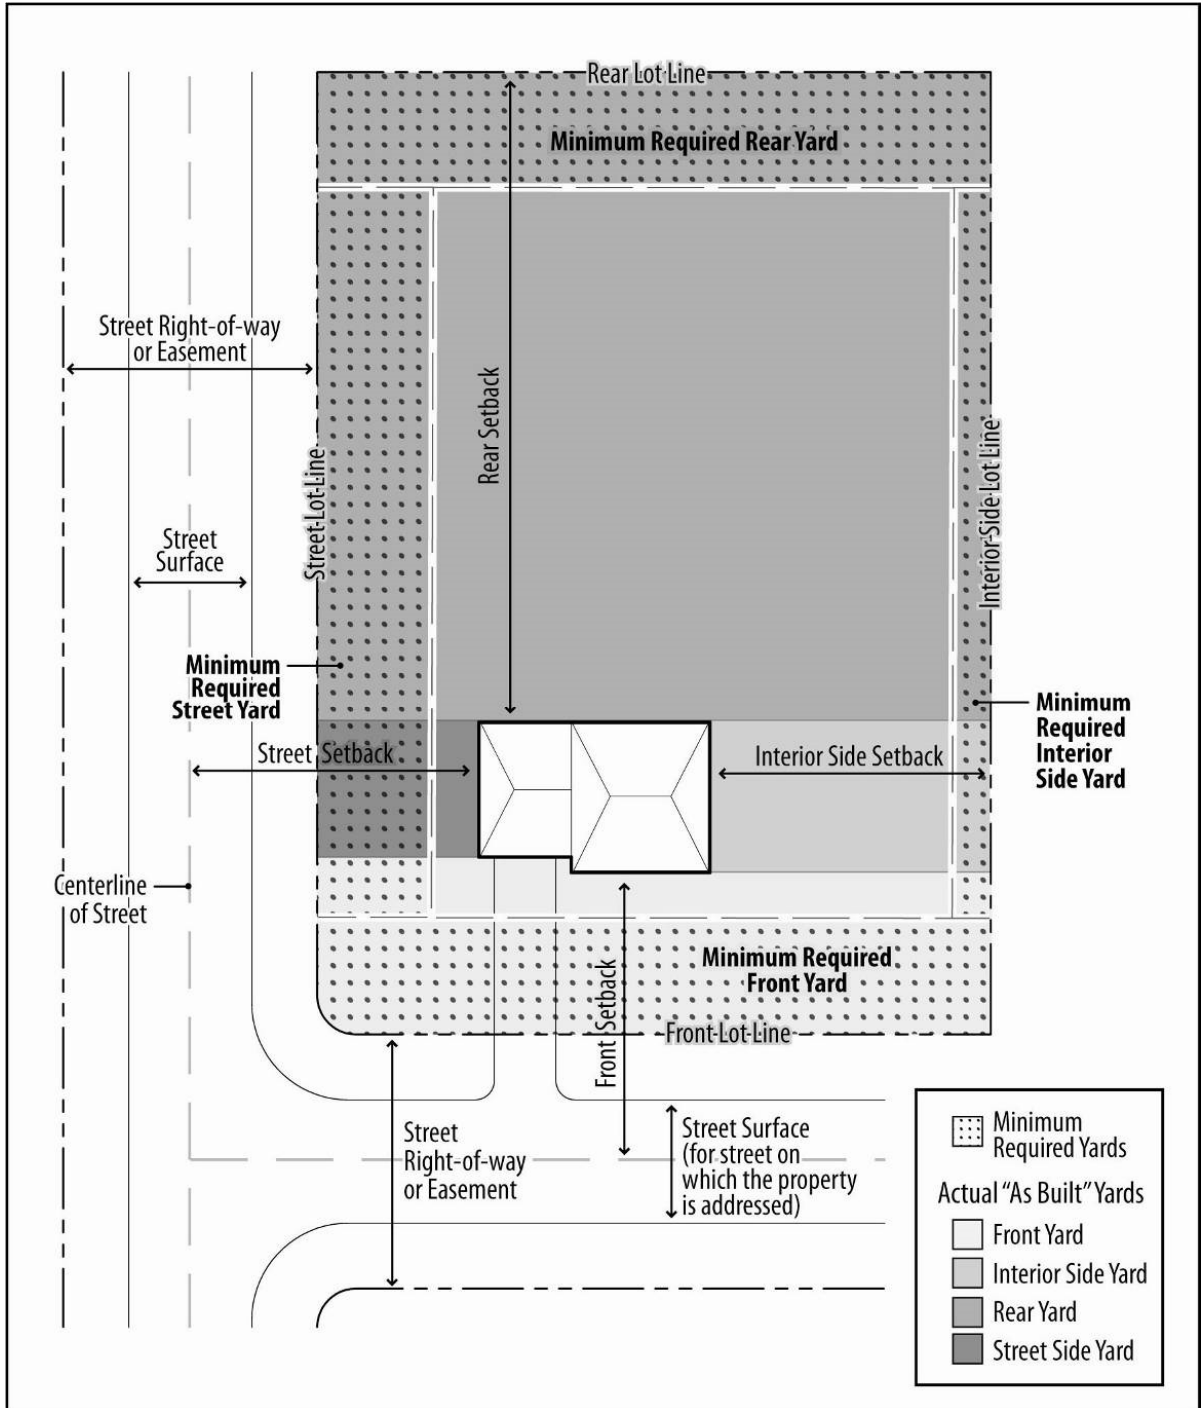 Rear Lot Line
Minimum Required Rear Yard
Street Right-of-way
or Easement
Rear Setback
Street Lot Line
Interior Side Lot Line
Street
Surface
Minimum
Required
Street Yard
Minimum
Required
Interior
Side Yard
Street Setback
Interior Side Setback
Centerline
of Street
Minimum Required
Front Yard
Front Setback
Front Lot Line
Street
Right-of-way
or Easement
Street Surface
(for street on
which the property
is addressed)
Minimum
Required Yards
Actual “As Built” Yards
Front Yard
Interior Side Yard
Rear Yard
Street Side Yard